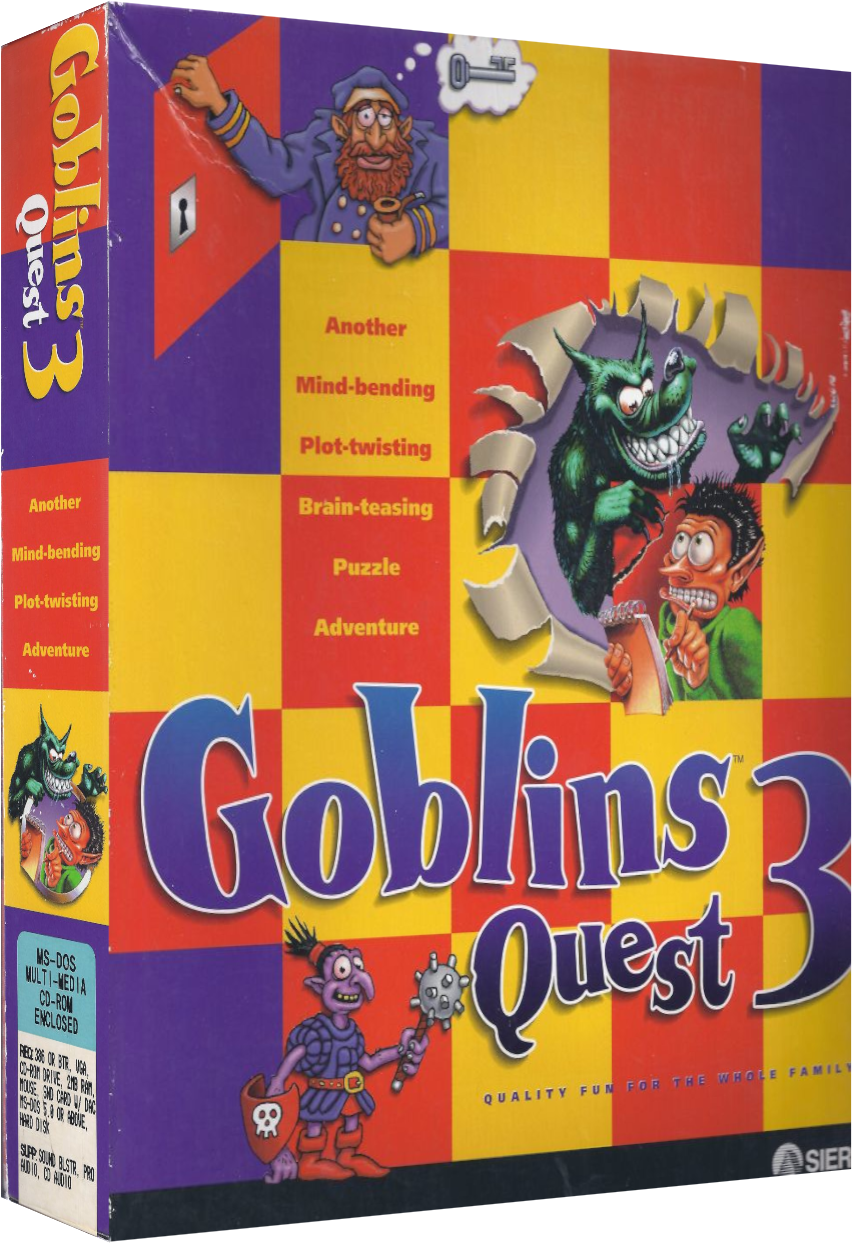 Goblins™ 3
Quest
Another
Mind-bending
Plot-twisting
Adventure
MS-DOS
MULTI-MEDIA
CD-ROM
ENCLOSED
REQ: 386 OR BTR, VGA,
CD-ROM DRIVE, 2MB RAM,
MOUSE, SND CARD W/ DAC
MS-DOS 5.0 OR ABOVE,
HARD DISK
SUPP: SOUND BLSTR, PRO
AUDIO, CD AUDIO
Another
Mind-bending
Plot-twisting
Brain-teasing
Puzzle
Adventure
Goblins™ 3
Quest
QUALITY FUN FOR THE WHOLE FAMILY
SIER